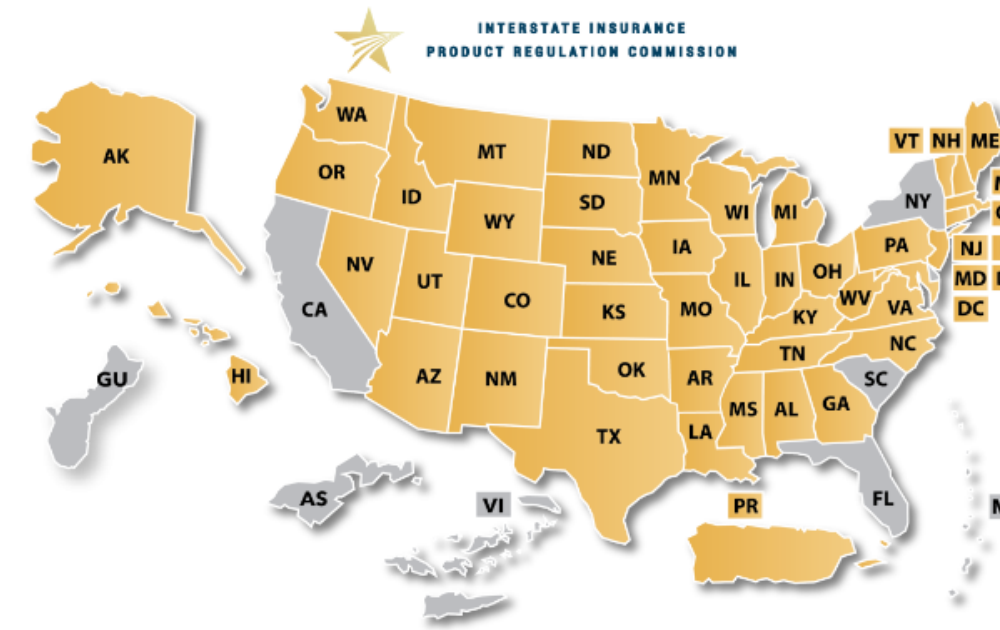 INTERSTATE INSURANCE
PRODUCT REGULATION COMMISSION
WA
AK
MT
ND
VT
NH
ME
OR
ID
MN
SD
WY
WI
MI
NY
NV
UT
NE
IA
PA
NJ
CO
IL
IN
OH
MD
CA
KS
MO
KY
WV
VA
DC
GU
HI
AZ
NM
OK
AR
TN
NC
SC
TX
LA
MS
AL
GA
AS
VI
PR
FL